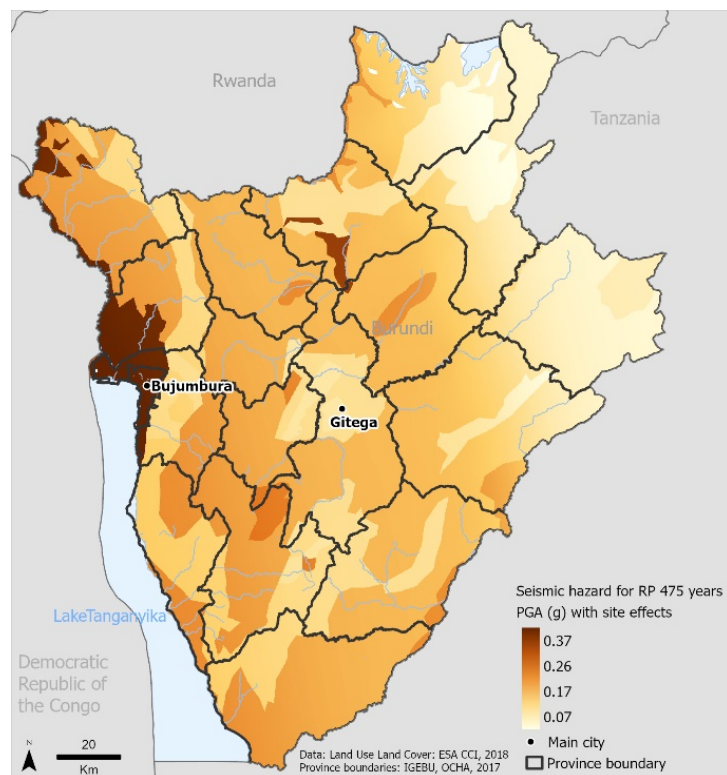 Rwanda
Tanzania
Burundi
Bujumbura
Gitega
LakeTanganyika
Democratic
Republic of
the Congo
Seismic hazard for RP 475 years
PGA (g) with site effects
0.37
0.26
0.17
0.07
Main city
Province boundary
N
20
Km
Data: Land Use Land Cover: ESA CCI, 2018
Province boundaries: IGEBU, OCHA, 2017